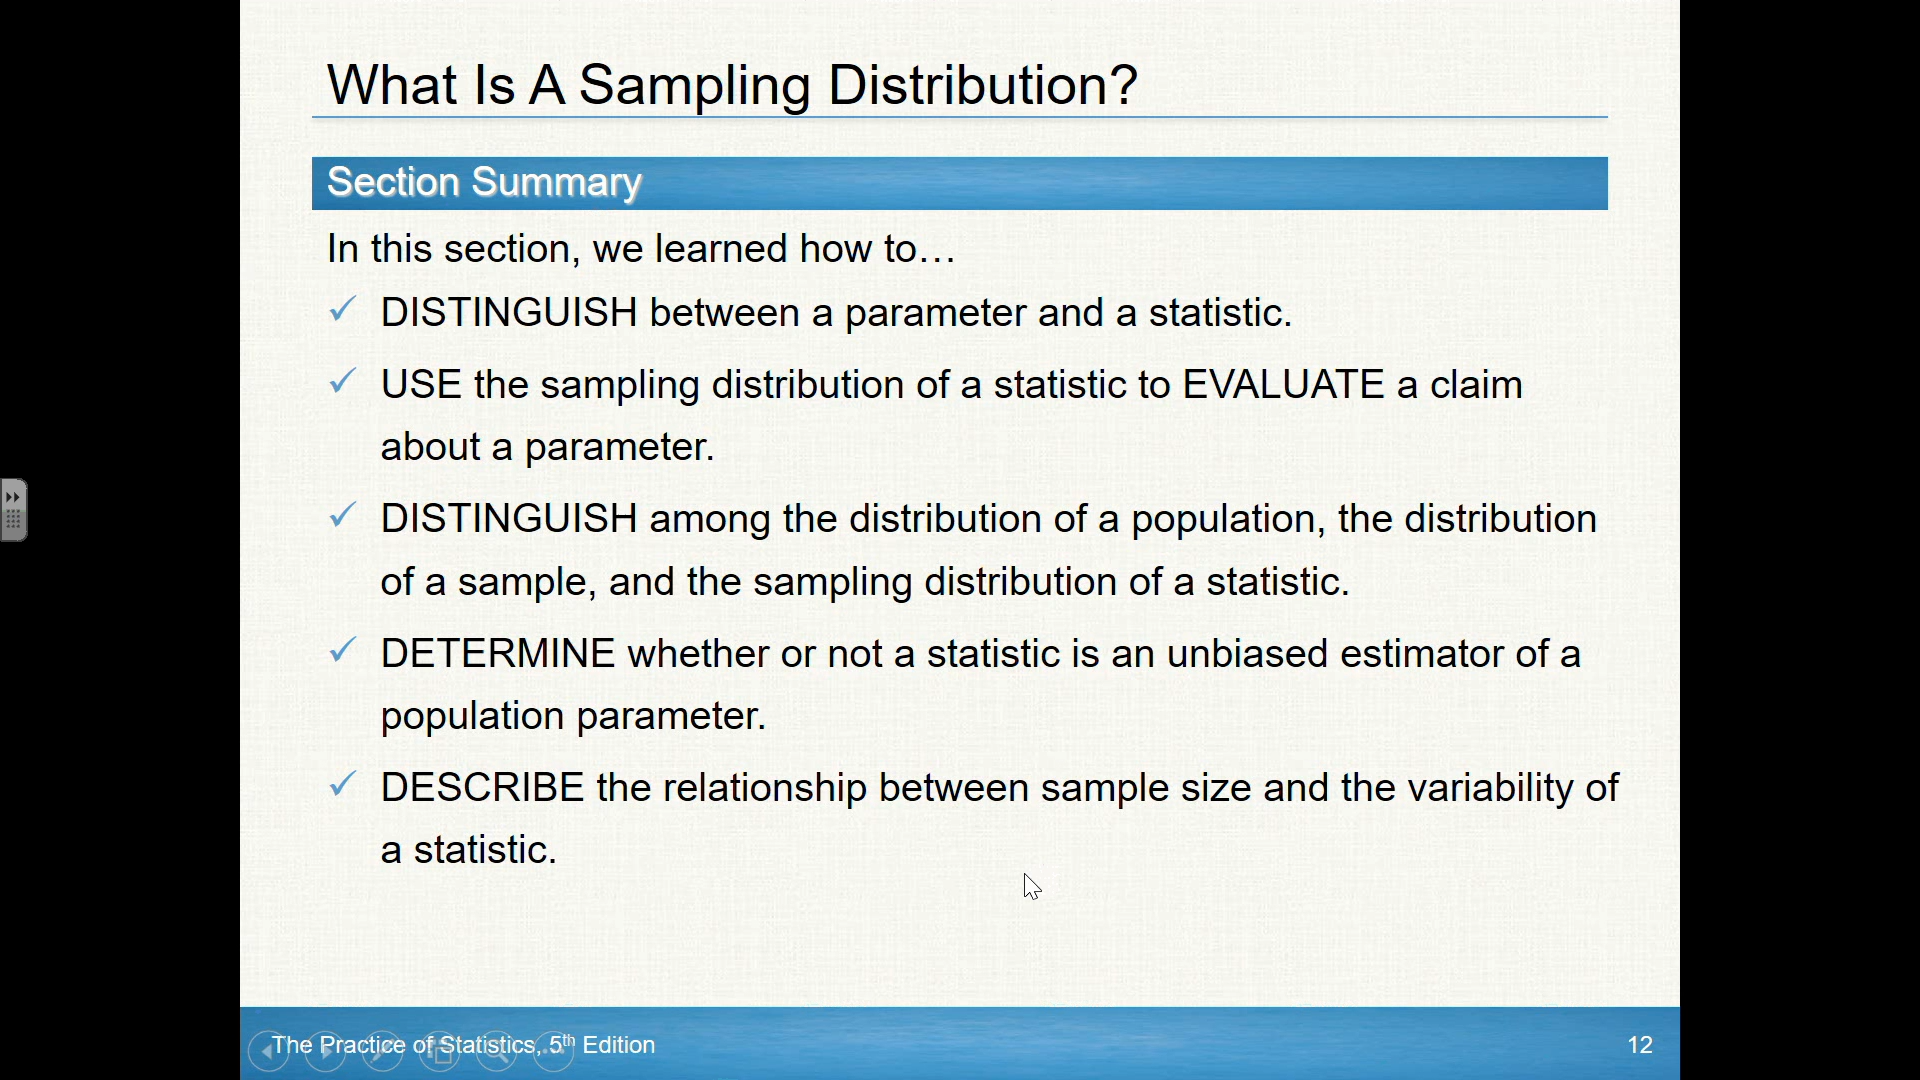 What Is A Sampling Distribution?
Section Summary
In this section, we learned how to…
✓ DISTINGUISH between a parameter and a statistic.
✓ USE the sampling distribution of a statistic to EVALUATE a claim
about a parameter.
✓ DISTINGUISH among the distribution of a population, the distribution
of a sample, and the sampling distribution of a statistic.
✓ DETERMINE whether or not a statistic is an unbiased estimator of a
population parameter.
✓ DESCRIBE the relationship between sample size and the variability of
a statistic.
The Practice of Statistics, 5th Edition
12